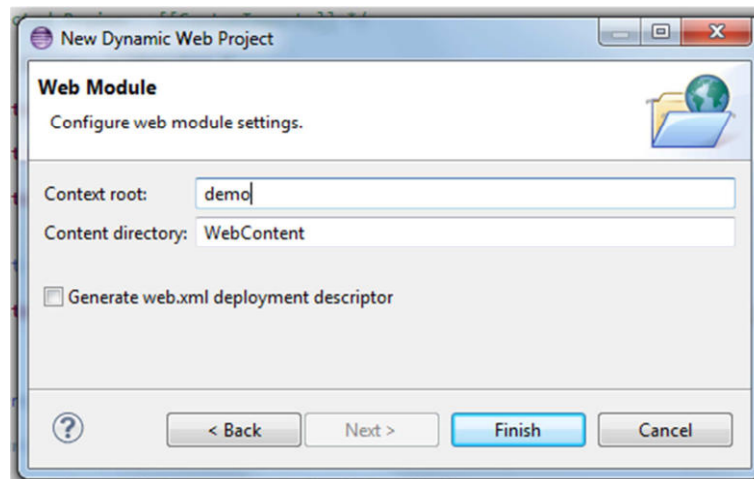 New Dynamic Web Project
Web Module
Configure web module settings.
Context root: demo
Content directory: WebContent
Generate web.xml deployment descriptor
< Back Next > Finish Cancel